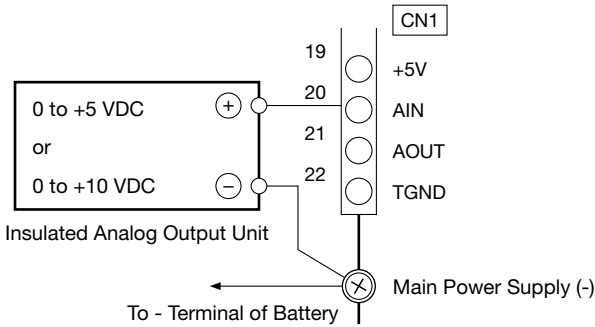 CN1
19
+5V
20
AIN
21
AOUT
22
TGND
0 to +5 VDC
+
or
0 to +10 VDC
−
Insulated Analog Output Unit
Main Power Supply (-)
To - Terminal of Battery